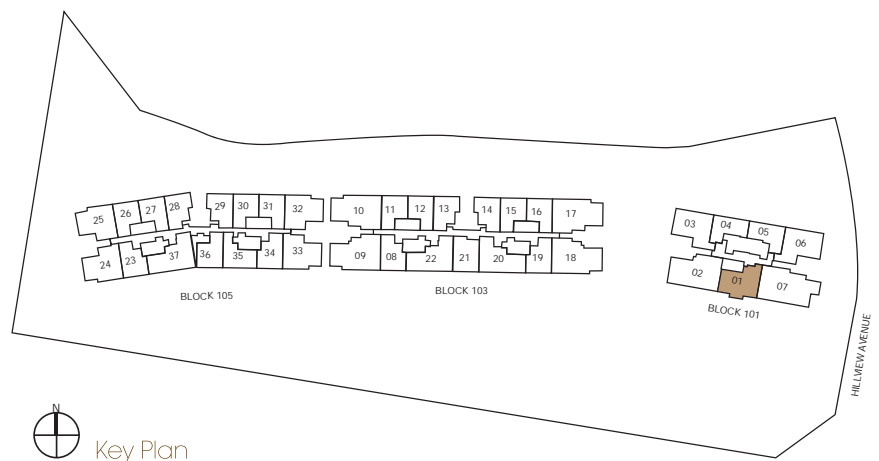 25 26 27 28 29 30 31 32 10 11 12 13 14 15 16 17 03 04 05 06
24 23 37 36 35 34 33 09 08 22 21 20 19 18 02 01 07
BLOCK 105
BLOCK 103
BLOCK 101
HILLVIEW AVENUE
N
Key Plan